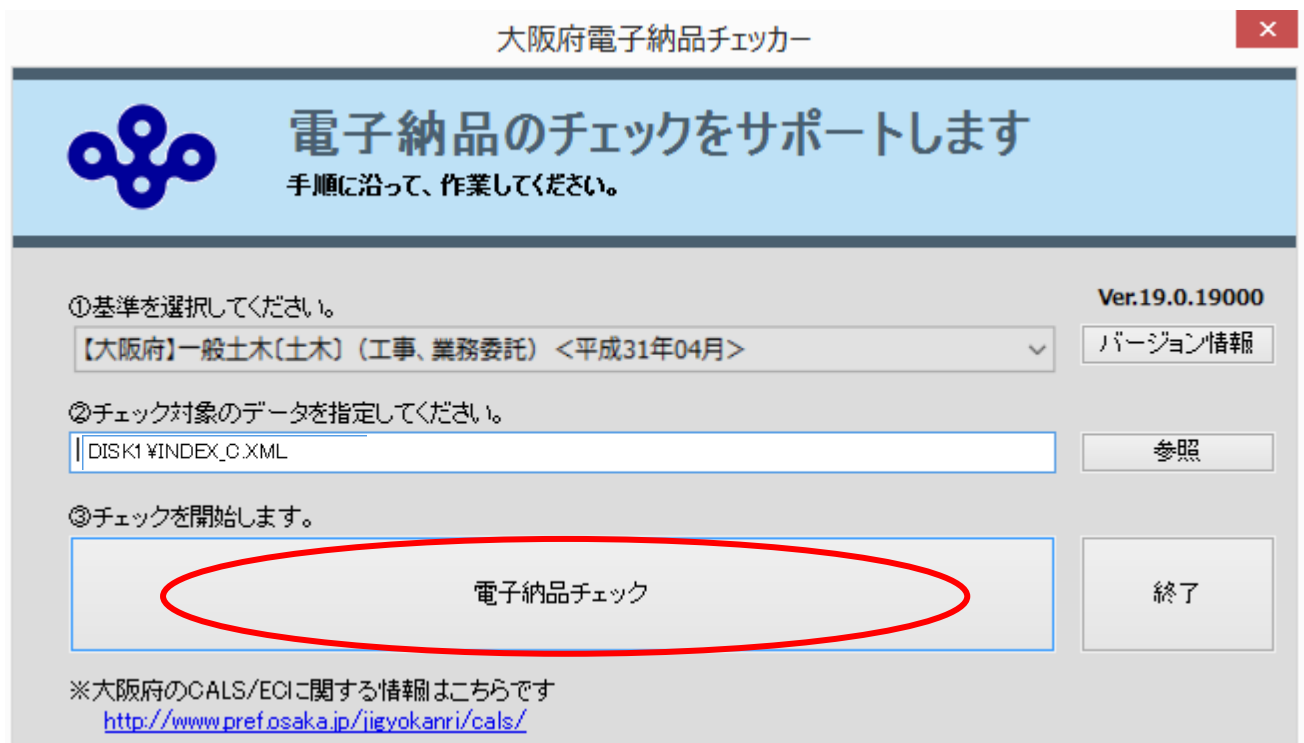 大阪府電子納品チェッカー
電子納品のチェックをサポートします
手順に沿って、作業してください。
①基準を選択してください。
Ver.19.0.19000
【大阪府】一般土木〔土木〕（工事、業務委託）＜平成31年04月＞
バージョン情報
②チェック対象のデータを指定してください。
DISK1¥INDEX_C.XML
参照
③チェックを開始します。
電子納品チェック
終了
※大阪府のCALS/ECに関する情報はこちらです
http://www.pref.osaka.jp/jigyokanri/cals/